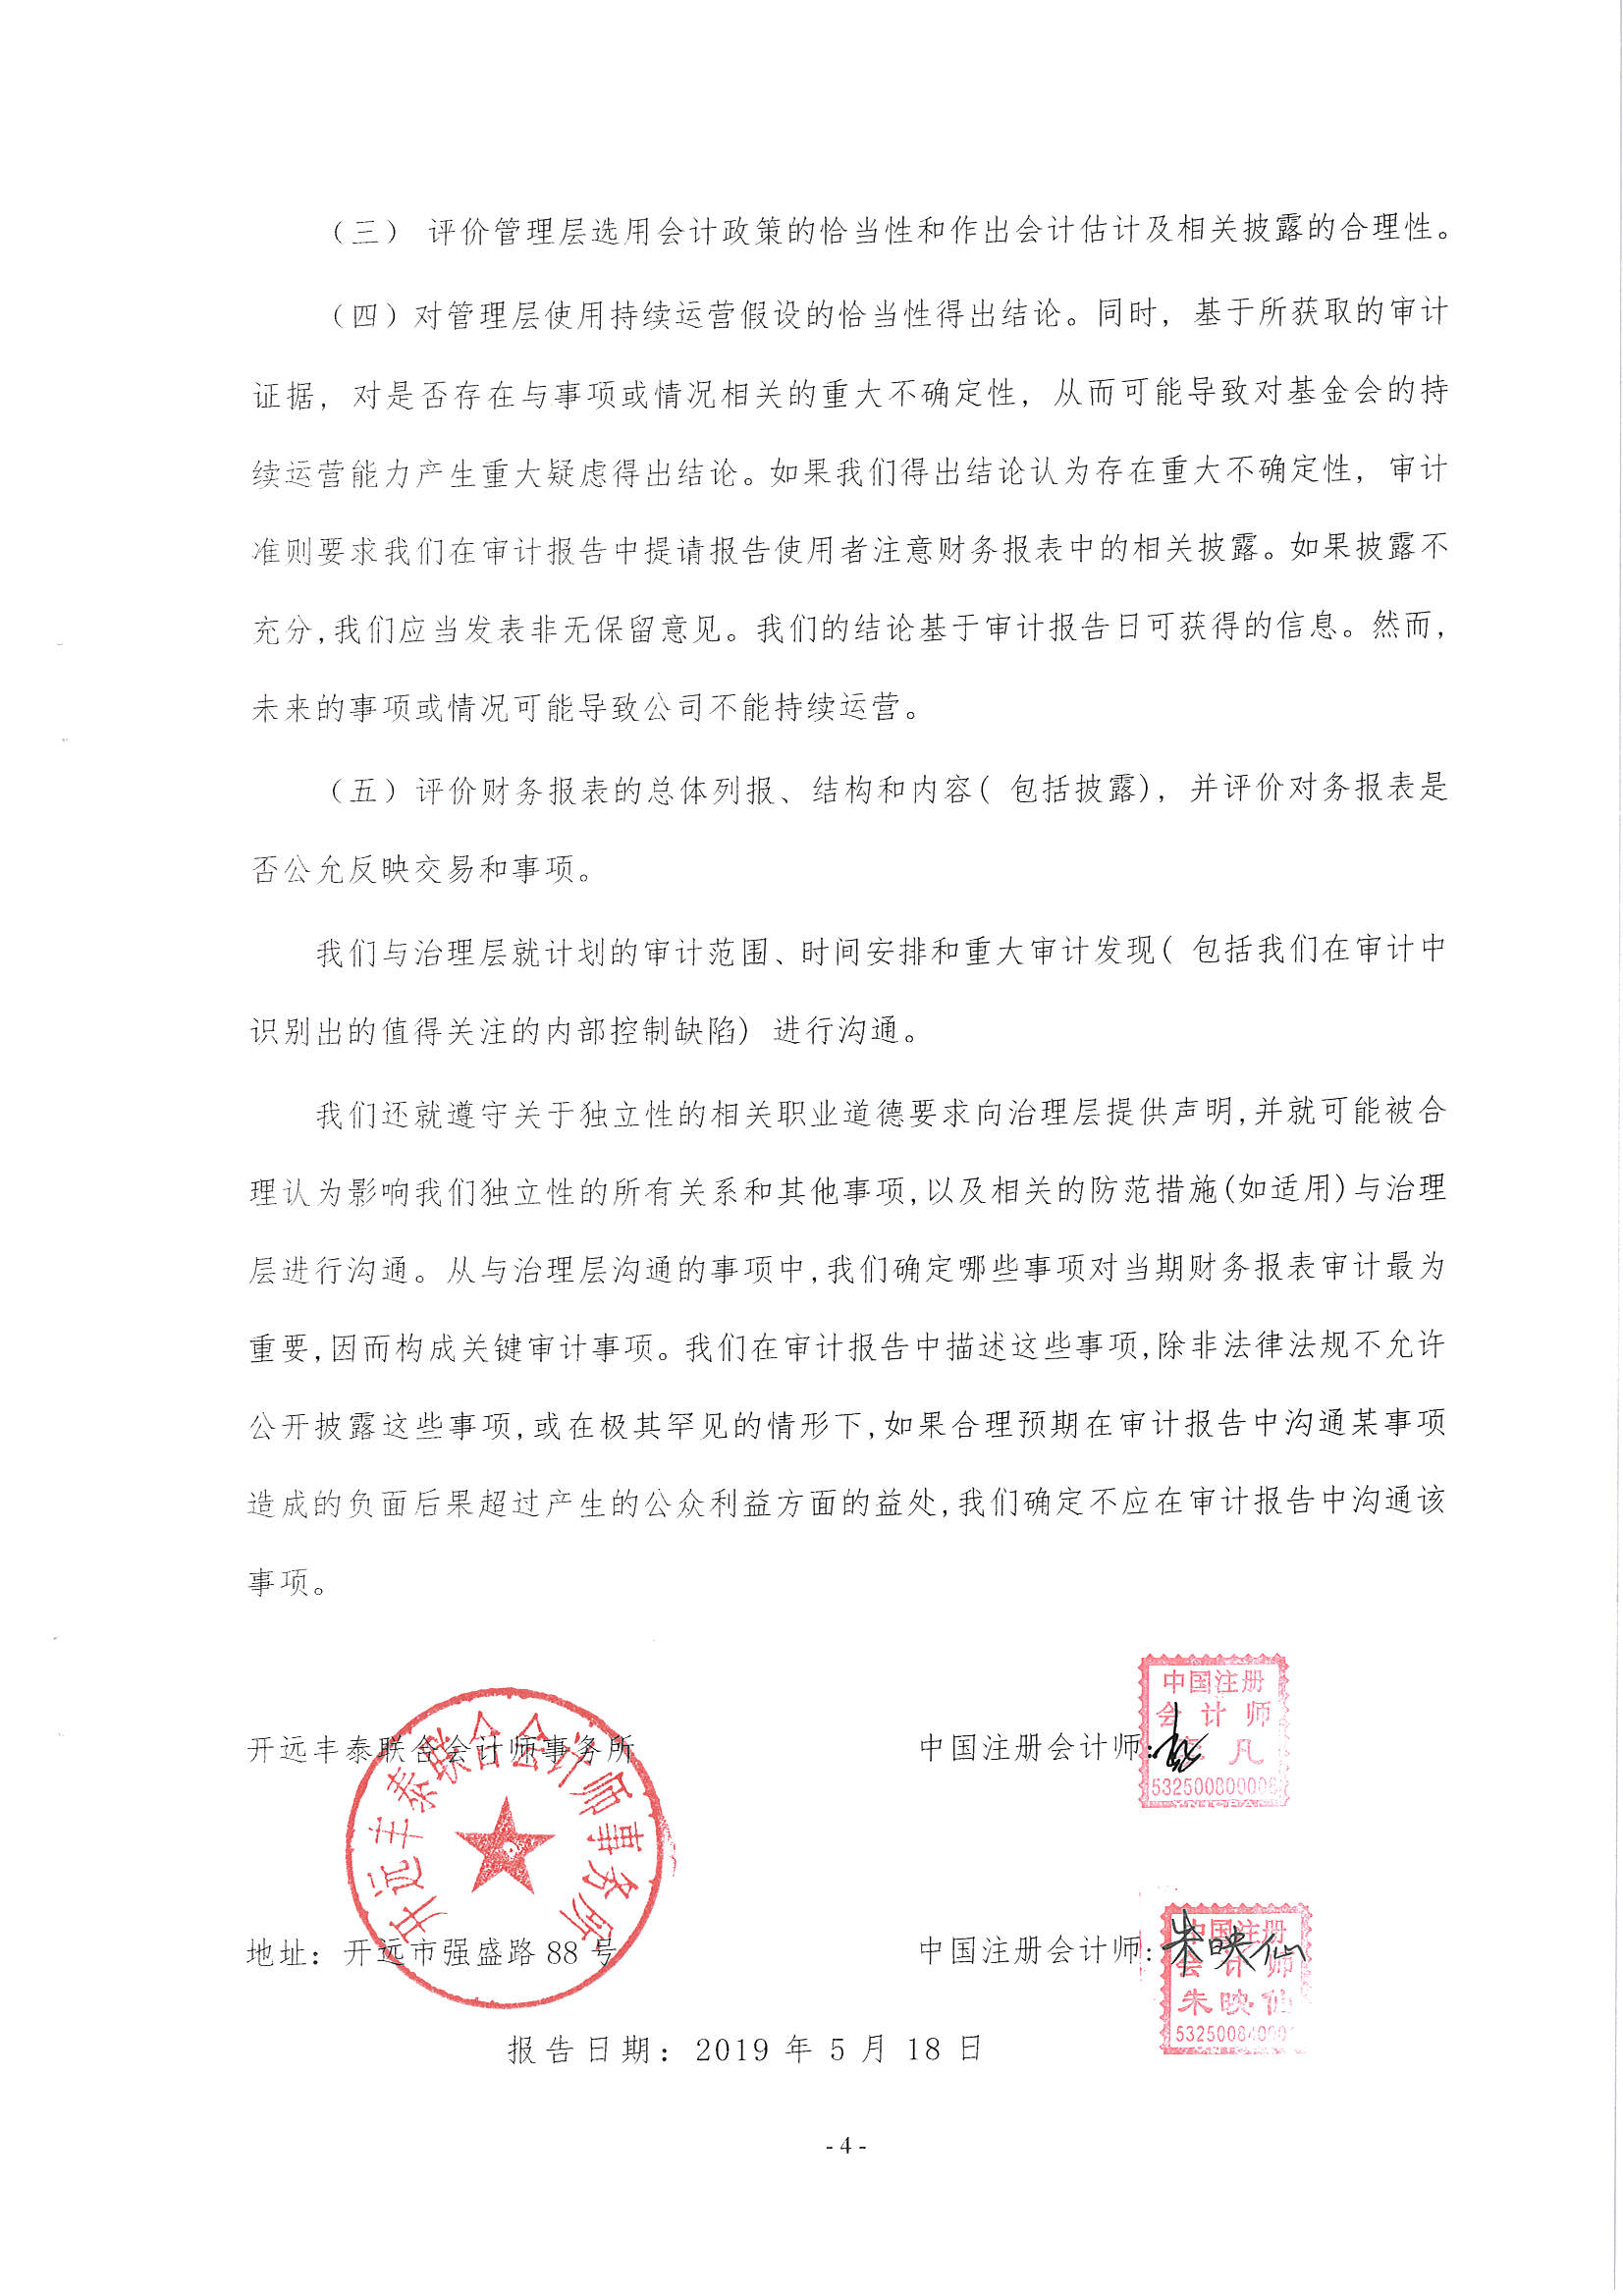 （三） 评价管理层选用会计政策的恰当性和作出会计估计及相关披露的合理性。
（四）对管理层使用持续运营假设的恰当性得出结论。同时，基于所获取的审计
证据，对是否存在与事项或情况相关的重大不确定性，从而可能导致对基金会的持
续运营能力产生重大疑虑得出结论。如果我们得出结论认为存在重大不确定性，审计
准则要求我们在审计报告中提请报告使用者注意财务报表中的相关披露。如果披露不
充分,我们应当发表非无保留意见。我们的结论基于审计报告日可获得的信息。然而,
未来的事项或情况可能导致公司不能持续运营。
（五）评价财务报表的总体列报、结构和内容( 包括披露)，并评价对务报表是
否公允反映交易和事项。
我们与治理层就计划的审计范围、时间安排和重大审计发现( 包括我们在审计中
识别出的值得关注的内部控制缺陷) 进行沟通。
我们还就遵守关于独立性的相关职业道德要求向治理层提供声明,并就可能被合
理认为影响我们独立性的所有关系和其他事项,以及相关的防范措施(如适用)与治理
层进行沟通。从与治理层沟通的事项中,我们确定哪些事项对当期财务报表审计最为
重要,因而构成关键审计事项。我们在审计报告中描述这些事项,除非法律法规不允许
公开披露这些事项,或在极其罕见的情形下,如果合理预期在审计报告中沟通某事项
造成的负面后果超过产生的公众利益方面的益处,我们确定不应在审计报告中沟通该
事项。
开远丰泰联合会计师事务所
开远丰泰联合会计师事务所
中国注册会计师:
中国注册
会计师
凡
地址：开远市强盛路 88 号
中国注册会计师:朱映仙
中国注册
会计师
朱映仙
报告日期：2019 年 5 月 18 日
- 4 -